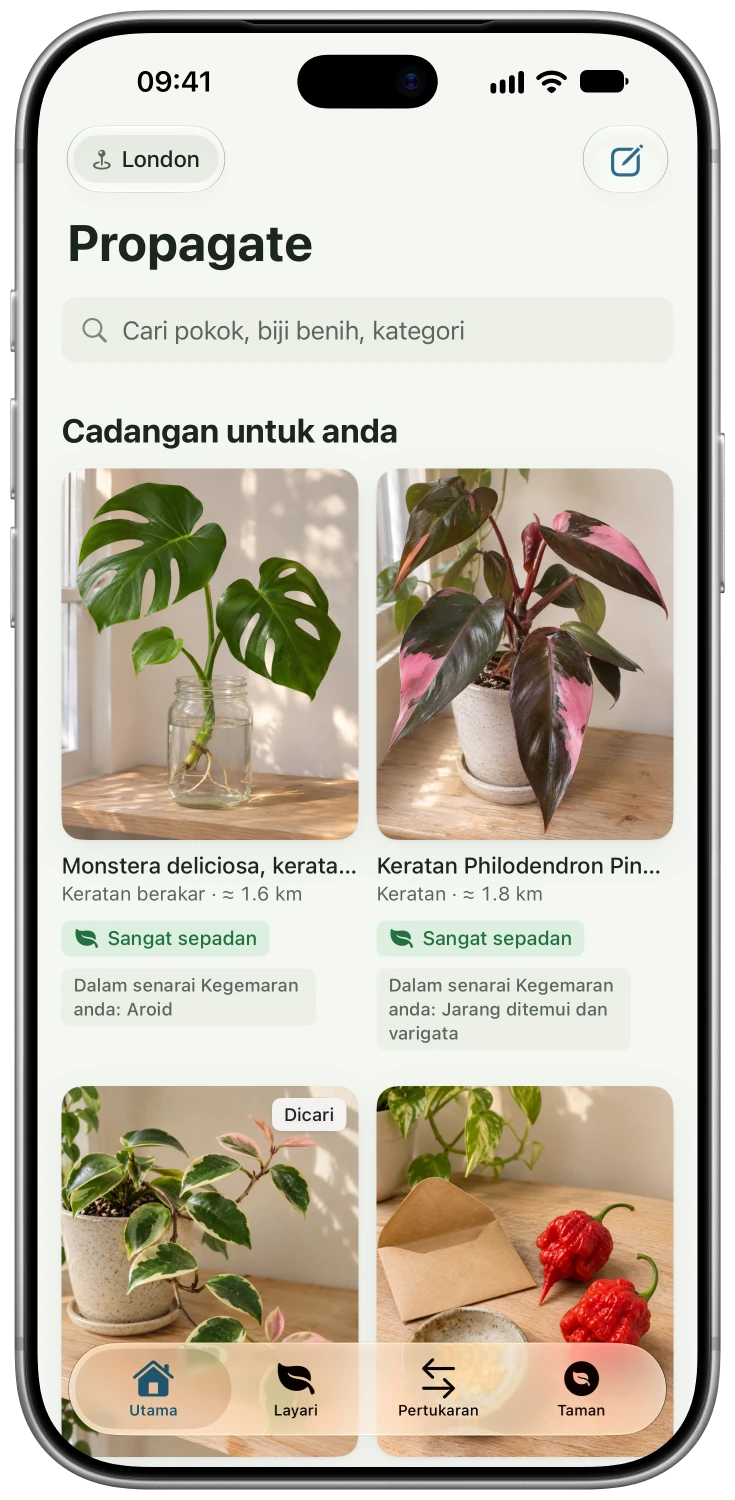 09:41
London
Propagate
Cari pokok, biji benih, kategori
Cadangan untuk anda
Monstera deliciosa, kerata...
Keratan berakar · ≈ 1.6 km
Sangat sepadan
Dalam senarai Kegemaran
anda: Aroid
Keratan Philodendron Pin...
Keratan · ≈ 1.8 km
Sangat sepadan
Dalam senarai Kegemaran
anda: Jarang ditemui dan
varigata
Dicari
Utama
Layari
Pertukaran
Taman